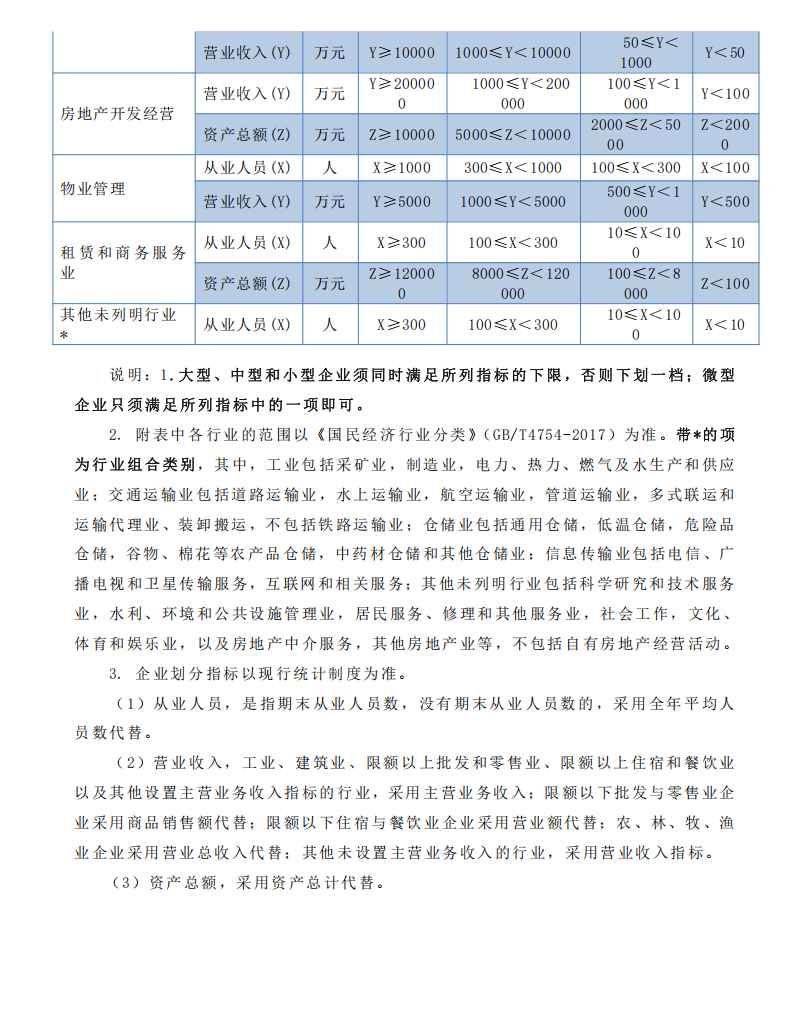 营业收入(Y) 万元 Y≥10000 1000≤Y<10000 50≤Y<
1000 Y<50
房地产开发经营 营业收入(Y) 万元 Y≥20000
0 1000≤Y<200
000 100≤Y<1
000 Y<100
资产总额(Z) 万元 Z≥10000 5000≤Z<10000 2000≤Z<50
00 Z<200
0
物业管理 从业人员(X) 人 X≥1000 300≤X<1000 100≤X<300 X<100
营业收入(Y) 万元 Y≥5000 1000≤Y<5000 500≤Y<1
000 Y<500
租赁和商务服务
业 从业人员(X) 人 X≥300 100≤X<300 10≤X<10
0 X<10
资产总额(Z) 万元 Z≥12000
0 8000≤Z<120
000 100≤Z<8
000 Z<100
其他未列明行业
* 从业人员(X) 人 X≥300 100≤X<300 10≤X<10
0 X<10
说明：1.大型、中型和小型企业须同时满足所列指标的下限，否则下划一档；微型
企业只须满足所列指标中的一项即可。
2. 附表中各行业的范围以《国民经济行业分类》（GB/T4754-2017）为准。带*的项
为行业组合类别，其中，工业包括采矿业，制造业，电力、热力、燃气及水生产和供应
业；交通运输业包括道路运输业，水上运输业，航空运输业，管道运输业，多式联运和
运输代理业、装卸搬运，不包括铁路运输业；仓储业包括通用仓储，低温仓储，危险品
仓储，谷物、棉花等农产品仓储，中药材仓储和其他仓储业；信息传输业包括电信、广
播电视和卫星传输服务，互联网和相关服务；其他未列明行业包括科学研究和技术服务
业，水利、环境和公共设施管理业，居民服务、修理和其他服务业，社会工作，文化、
体育和娱乐业，以及房地产中介服务，其他房地产业等，不包括自有房地产经营活动。
3. 企业划分指标以现行统计制度为准。
（1）从业人员，是指期末从业人员数，没有期末从业人员数的，采用全年平均人
员数代替。
（2）营业收入，工业、建筑业、限额以上批发和零售业、限额以上住宿和餐饮业
以及其他设置主营业务收入指标的行业，采用主营业务收入；限额以下批发与零售业企
业采用商品销售额代替；限额以下住宿与餐饮业企业采用营业额代替；农、林、牧、渔
业企业采用营业总收入代替；其他未设置主营业务收入的行业，采用营业收入指标。
（3）资产总额，采用资产总计代替。